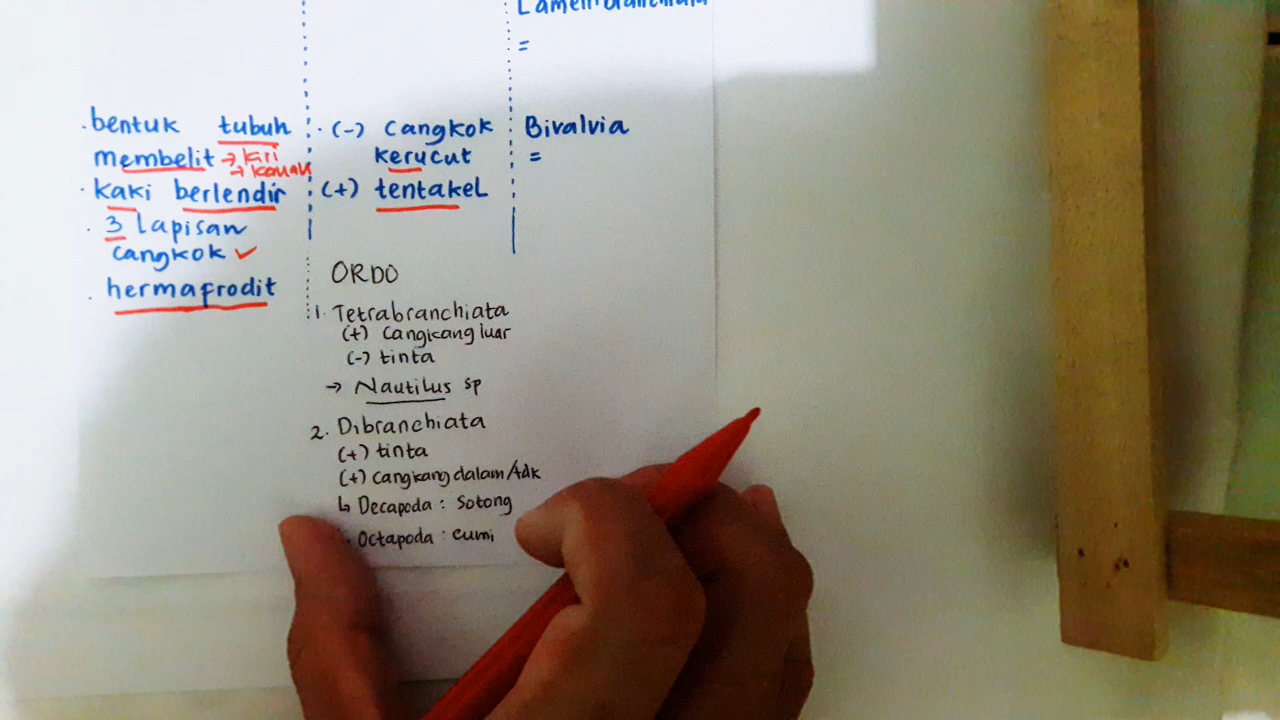 Lamellibranchiata
=
. bentuk tubuh
membelit → kiri
→ kanan
. kaki berlendir
. 3 lapisan
cangkok ✓
. hermafrodit
. (-) cangkok
kerucut
(+) tentakel
Bivalvia
=
ORDO
1. Tetrabranchiata
(+) Cangkang luar
(-) tinta
→ Nautilus sp
2. Dibranchiata
(+) tinta
(+) cangkang dalam/tdk
↳ Decapoda : Sotong
. Octapoda : cumi